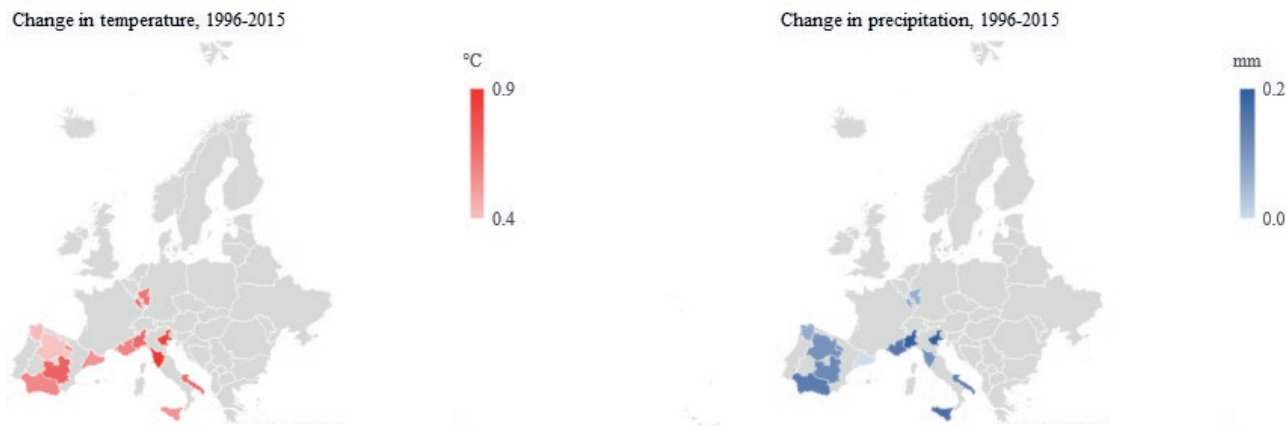 Change in temperature, 1996-2015
°C
0.9
0.4
Change in precipitation, 1996-2015
mm
0.2
0.0